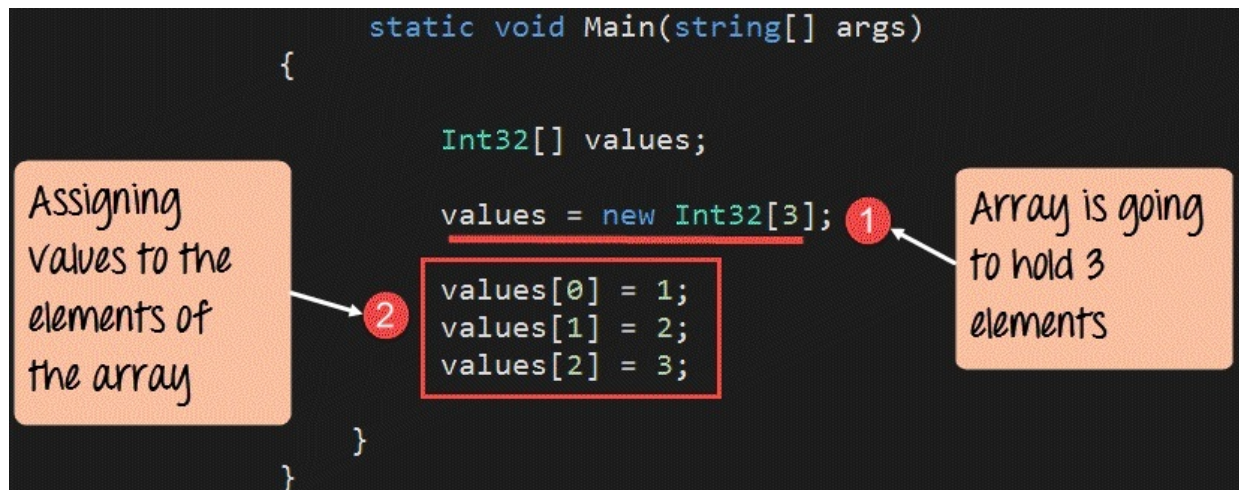 static void Main(string[] args)
{
Int32[] values;
values = new Int32[3];
1
Array is going
to hold 3
elements
Assigning
values to the
elements of
the array
2
values[0] = 1;
values[1] = 2;
values[2] = 3;
}
}